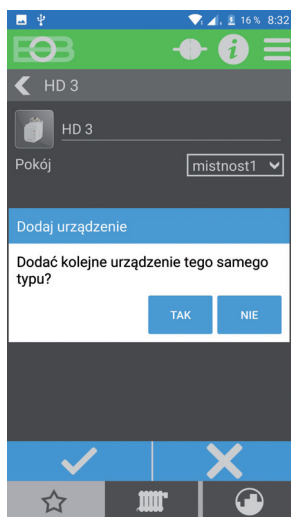 16 % 8:32
EOB
HD 3
HD 3
Pokój mistnost1
Dodaj urządzenie
Dodać kolejne urządzenie tego samego
typu?
TAK NIE